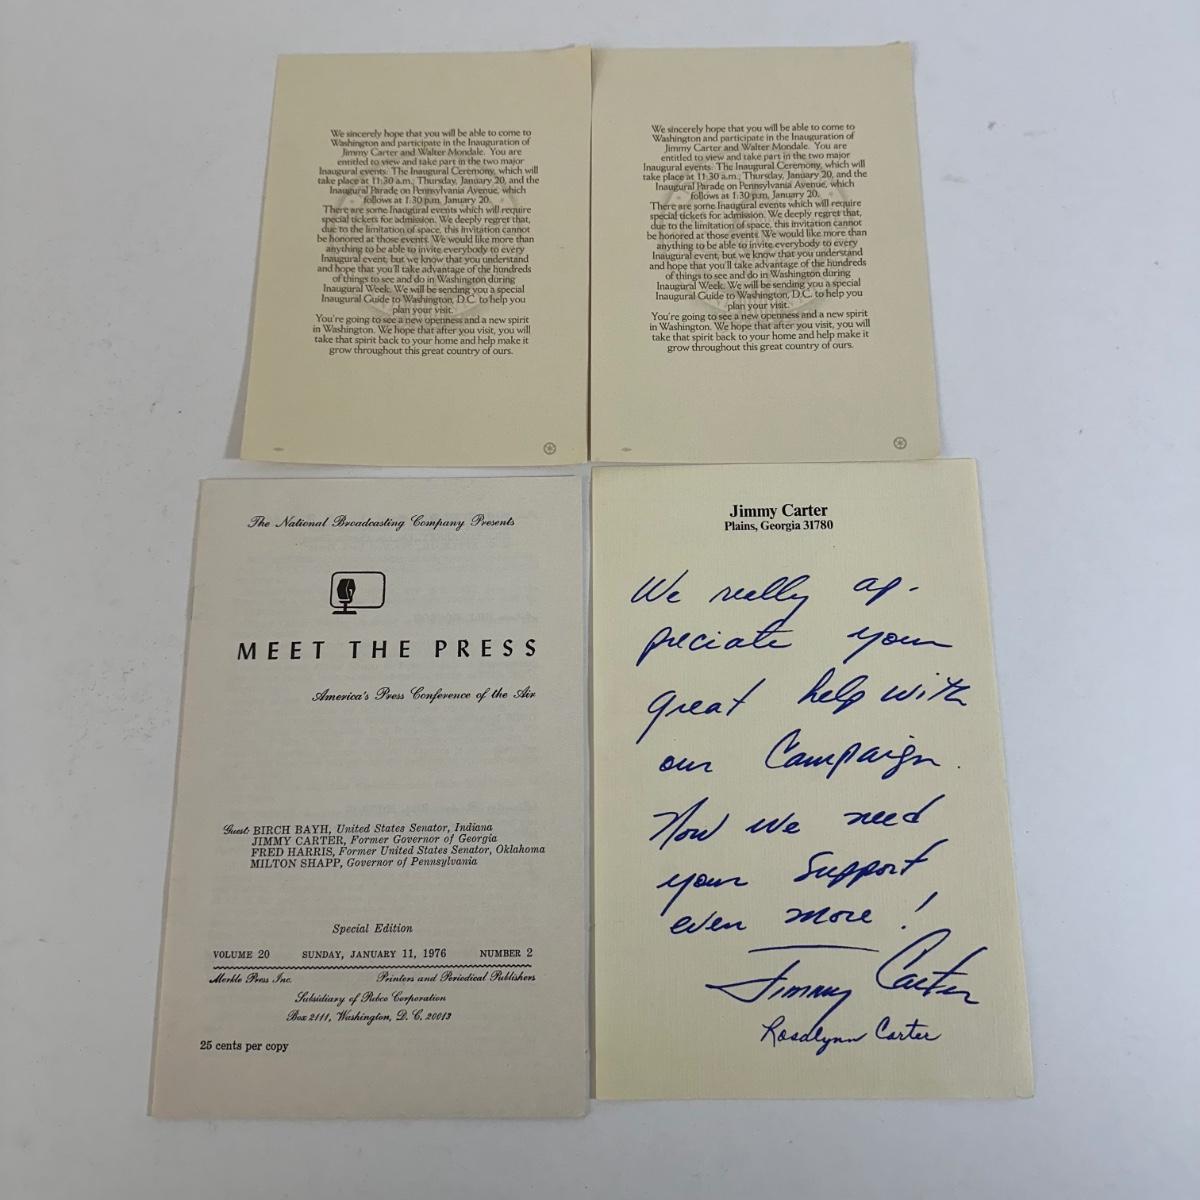 We sincerely hope that you will be able to come to
Washington and participate in the Inauguration of
Jimmy Carter and Walter Mondale. You are
entitled to view and take part in the two major
Inaugural events: The Inaugural Ceremony, which will
take place at 11:30 a.m., Thursday, January 20, and the
Inaugural Parade on Pennsylvania Avenue, which
follows at 1:30 p.m. January 20.
There are some Inaugural events which will require
special tickets for admission. We deeply regret that,
due to the limitation of space, this invitation cannot
be honored at those events. We would like more than
anything to be able to invite everybody to every
Inaugural event, but we know that you understand
and hope that you'll take advantage of the hundreds
of things to see and do in Washington during
Inaugural Week. We will be sending you a special
Inaugural Guide to Washington, D.C. to help you
plan your visit.
You're going to see a new openness and a new spirit
in Washington. We hope that after you visit, you will
take that spirit back to your home and help make it
grow throughout this great country of ours.
We sincerely hope that you will be able to come to
Washington and participate in the Inauguration of
Jimmy Carter and Walter Mondale. You are
entitled to view and take part in the two major
Inaugural events: The Inaugural Ceremony, which will
take place at 11:30 a.m., Thursday, January 20, and the
Inaugural Parade on Pennsylvania Avenue, which
follows at 1:30 p.m. January 20.
There are some Inaugural events which will require
special tickets for admission. We deeply regret that,
due to the limitation of space, this invitation cannot
be honored at those events. We would like more than
anything to be able to invite everybody to every
Inaugural event, but we know that you understand
and hope that you'll take advantage of the hundreds
of things to see and do in Washington during
Inaugural Week. We will be sending you a special
Inaugural Guide to Washington, D.C. to help you
plan your visit.
You're going to see a new openness and a new spirit
in Washington. We hope that after you visit, you will
take that spirit back to your home and help make it
grow throughout this great country of ours.
The National Broadcasting Company Presents
MEET THE PRESS
America's Press Conference of the Air
Guest: BIRCH BAYH, United States Senator, Indiana
JIMMY CARTER, Former Governor of Georgia
FRED HARRIS, Former United States Senator, Oklahoma
MILTON SHAPP, Governor of Pennsylvania
Special Edition
VOLUME 20 SUNDAY, JANUARY 11, 1976 NUMBER 2
Merkle Press Inc. Printers and Periodical Publishers
Subsidiary of Publco Corporation
Box 2111, Washington, D. C. 20013
25 cents per copy
Jimmy Carter
Plains, Georgia 31780
We really ap-
preciate your
great help with
our Campaign.
Now we need
your support
even more!
Jimmy Carter
Rosalynn Carter